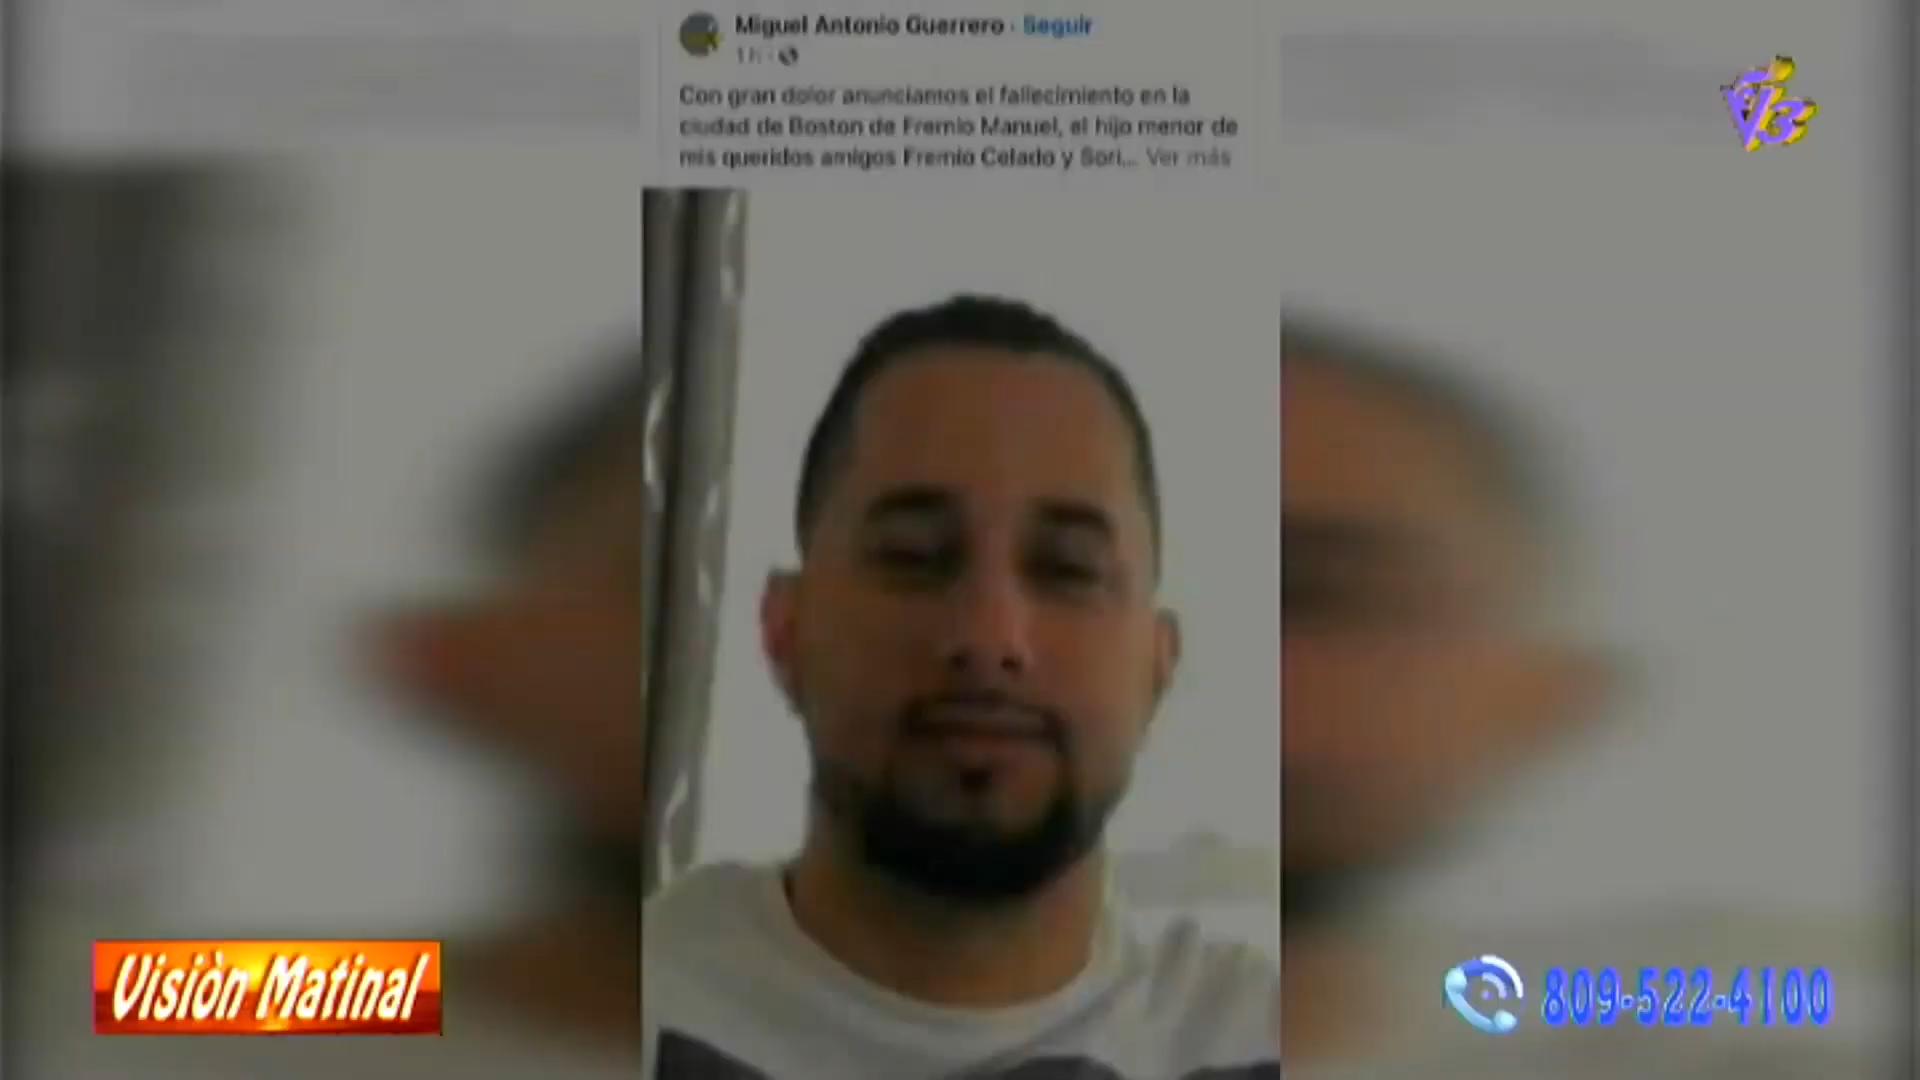 Miguel Antonio Guerrero · Seguir
1 h ·
Con gran dolor anunciamos el fallecimiento en la
ciudad de Boston de Fremio Manuel, el hijo menor de
mis queridos amigos Fremio Celado y Sori... Ver más
Visiòn Matinal
809-522-4100